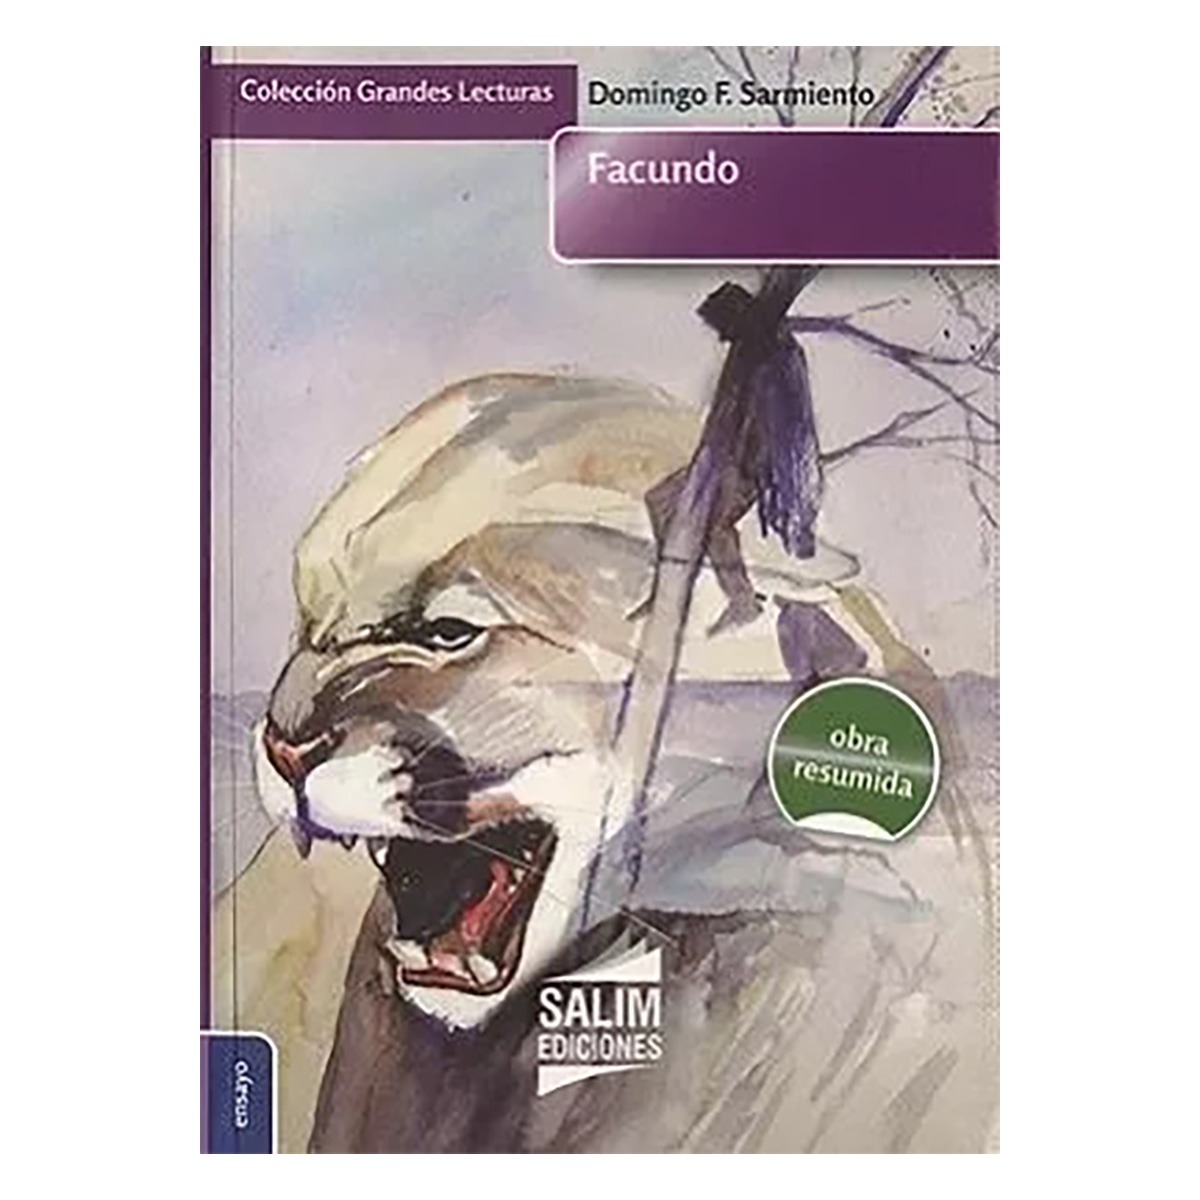 Colección Grandes Lecturas
Domingo F. Sarmiento
Facundo
obra
resumida
SALIM
EDICIONES
ensayo